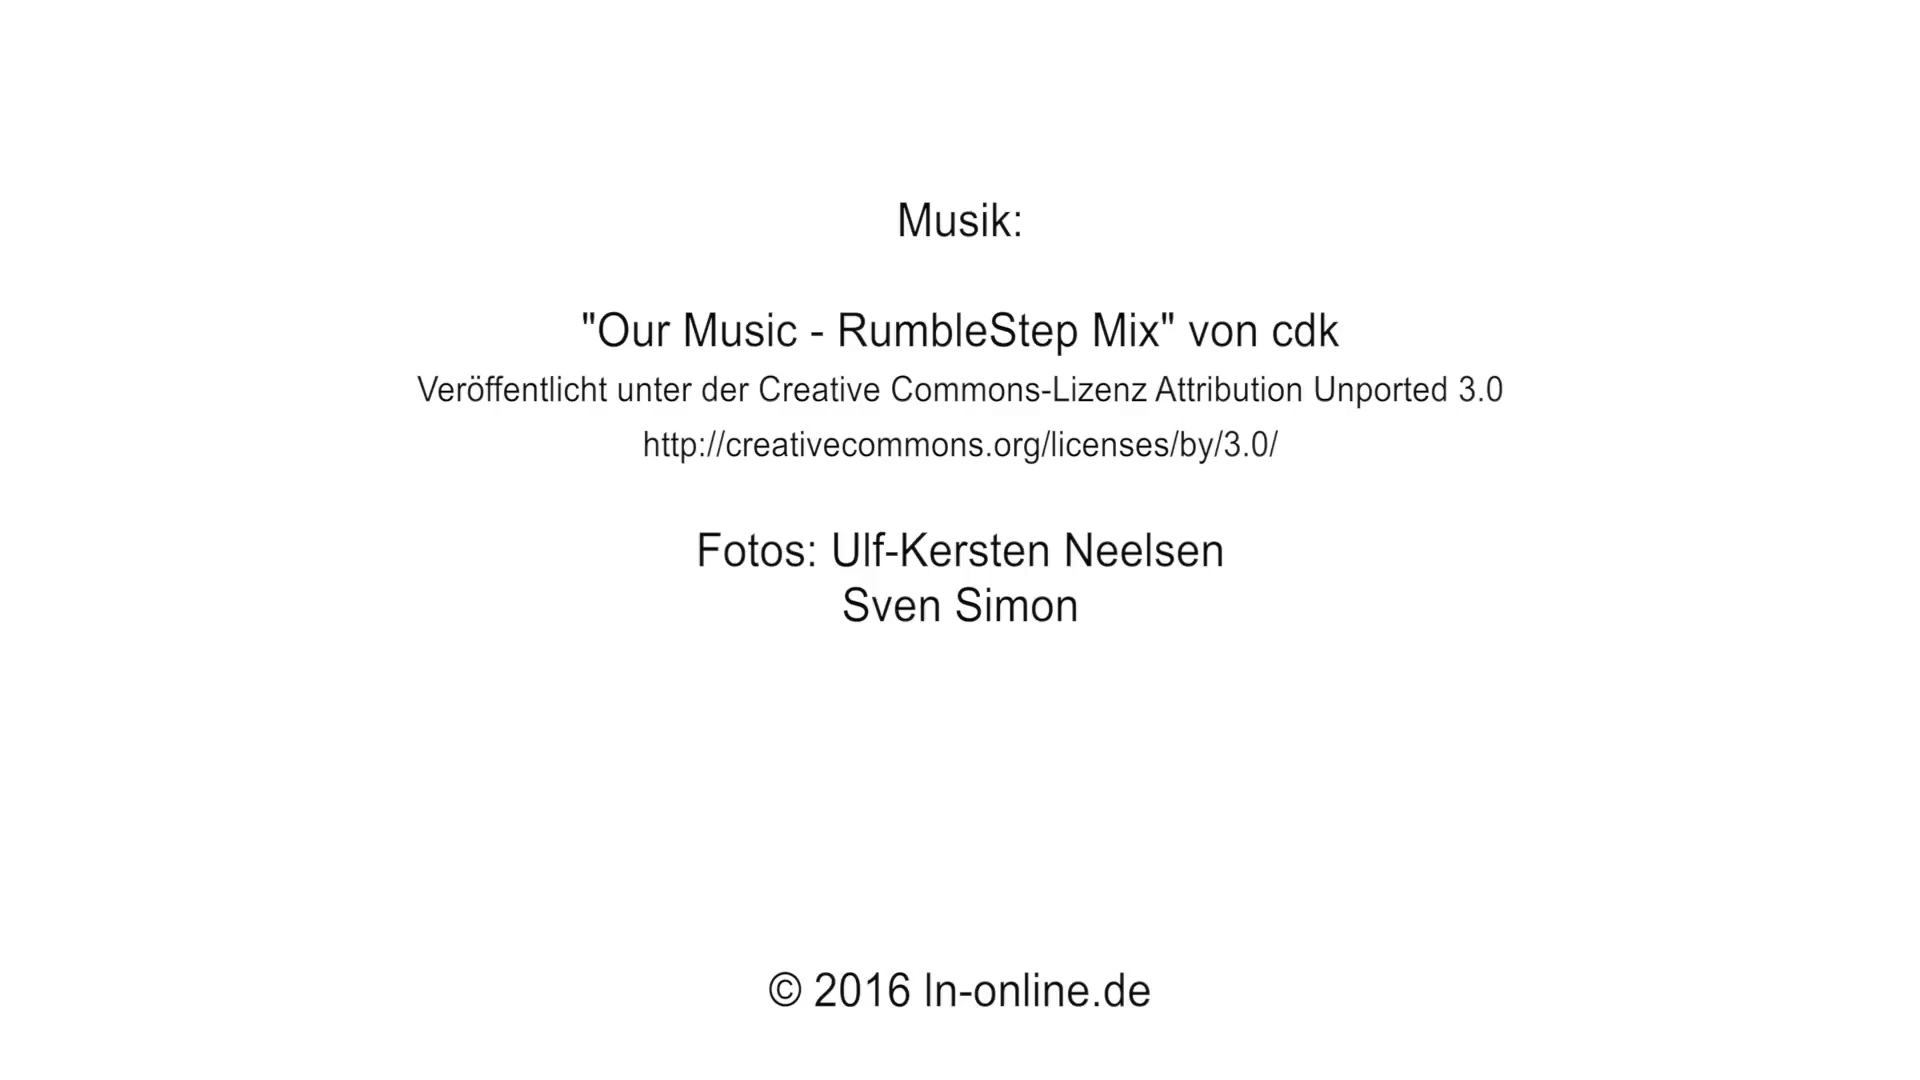 Musik:
"Our Music - RumbleStep Mix" von cdk
Veröffentlicht unter der Creative Commons-Lizenz Attribution Unported 3.0
http://creativecommons.org/licenses/by/3.0/
Fotos: Ulf-Kersten Neelsen
Sven Simon
© 2016 ln-online.de